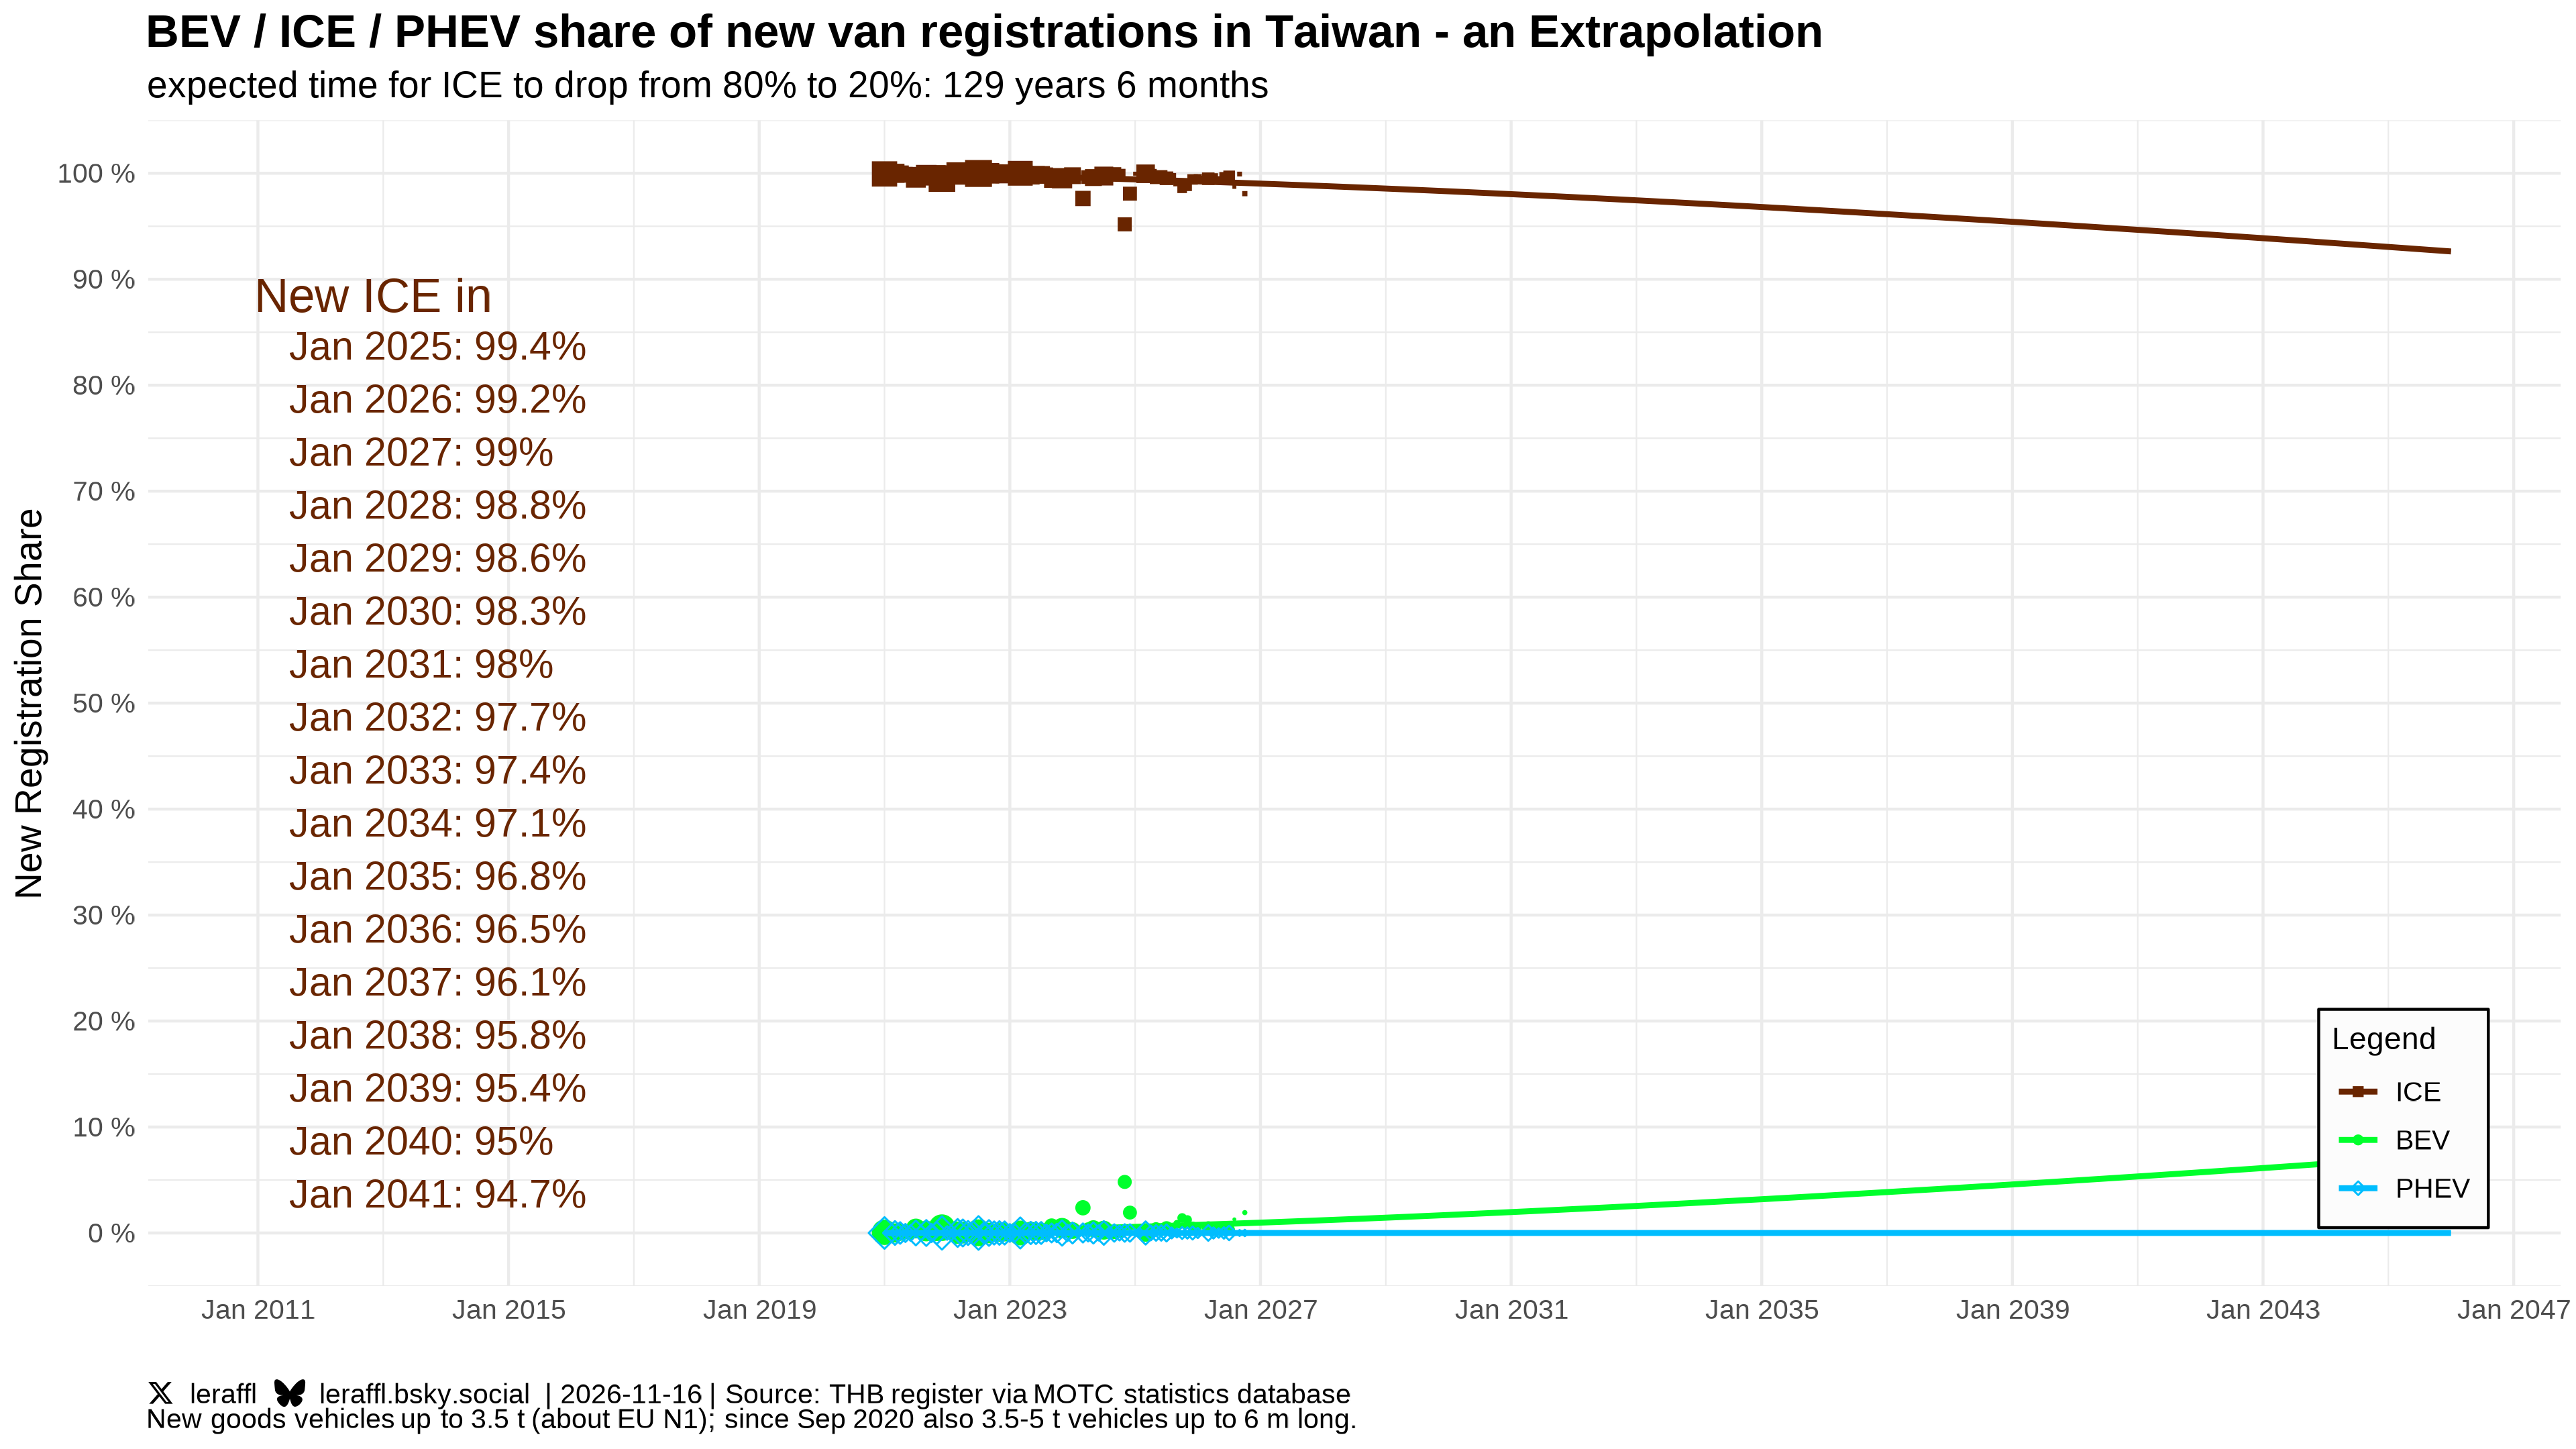 BEV / ICE / PHEV share of new van registrations in Taiwan - an Extrapolation
expected time for ICE to drop from 80% to 20%: 129 years 6 months
New Registration Share
100 %
90 %
80 %
70 %
60 %
50 %
40 %
30 %
20 %
10 %
0 %
New ICE in
Jan 2025: 99.4%
Jan 2026: 99.2%
Jan 2027: 99%
Jan 2028: 98.8%
Jan 2029: 98.6%
Jan 2030: 98.3%
Jan 2031: 98%
Jan 2032: 97.7%
Jan 2033: 97.4%
Jan 2034: 97.1%
Jan 2035: 96.8%
Jan 2036: 96.5%
Jan 2037: 96.1%
Jan 2038: 95.8%
Jan 2039: 95.4%
Jan 2040: 95%
Jan 2041: 94.7%
Legend
ICE
BEV
PHEV
Jan 2011 Jan 2015 Jan 2019 Jan 2023 Jan 2027 Jan 2031 Jan 2035 Jan 2039 Jan 2043 Jan 2047
leraffl leraffl.bsky.social | 2026-11-16 | Source: THB register via MOTC statistics database
New goods vehicles up to 3.5 t (about EU N1); since Sep 2020 also 3.5-5 t vehicles up to 6 m long.